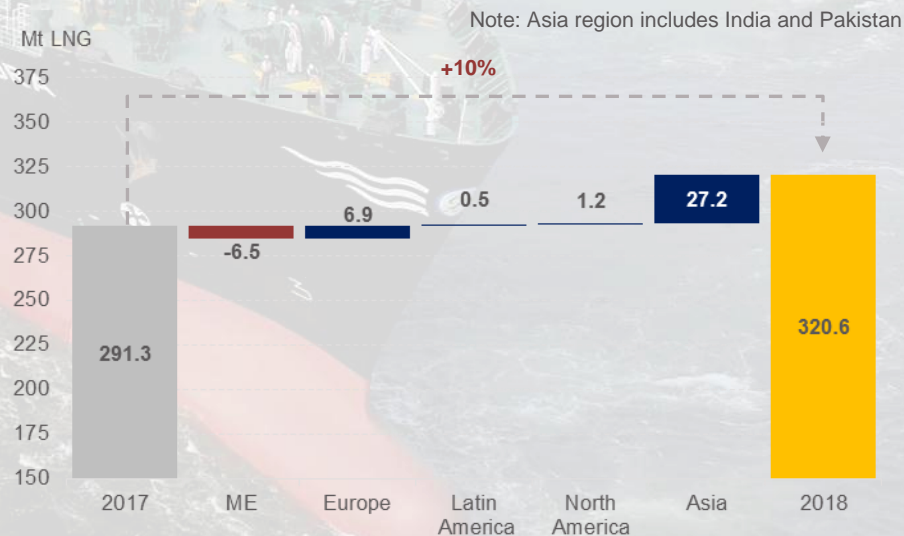 Note: Asia region includes India and Pakistan
Mt LNG
+10%
375
350
325
300
275
250
225
200
175
150
291.3
-6.5
6.9
0.5
1.2
27.2
320.6
2017
ME
Europe
Latin
America
North
America
Asia
2018